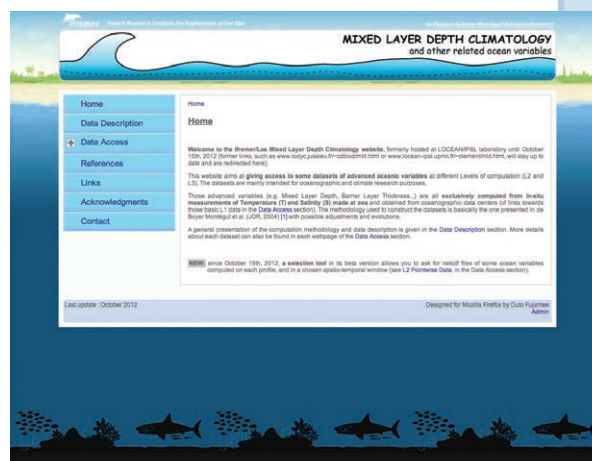 Ifremer French Research Institute for Exploration of the Sea
MIXED LAYER DEPTH CLIMATOLOGY
and other related ocean variables
Home
Data Description
Data Access
References
Links
Acknowledgments
Contact
Home
Home
Welcome to the Ifremer/Los Mixed Layer Depth Climatology website, formerly hosted at LOCEAN/IPSL laboratory until October
15th, 2012 (former links, such as www.lodyc.jussieu.fr/~cdblod/mld.html or www.locean-ipsl.upmc.fr/~clement/mld.html, will stay up to
date and are redirected here).
This website aims at giving access to some datasets of advanced oceanic variables at different Levels of computation (L2 and
L3). The datasets are mainly intended for oceanographic and climate research purposes.
Those advanced variables (e.g. Mixed Layer Depth, Barrier Layer Thickness...) are all exclusively computed from in-situ
measurements of Temperature (T) and Salinity (S) made at sea and obtained from oceanographic data centers (cf links towards
those basic L1 data in the Data Access section). The methodology used to construct the datasets is basically the one presented in de
Boyer Montégut et al. (JGR, 2004) [1] with possible adjustments and evolutions.
A general presentation of the computation methodology and data description is given in the Data Description section. More details
about each dataset can also be found in each webpage of the Data Access section.
NEW: since October 15th, 2012, a selection tool in its beta version allows you to ask for netcdf files of some ocean variables
computed on each profile, and in a chosen spatio-temporal window (see L2 Pointwise Data, in the Data Access section).
Last update : October 2012
Designed for Mozilla Firefox by Duto Fujamee
Admin